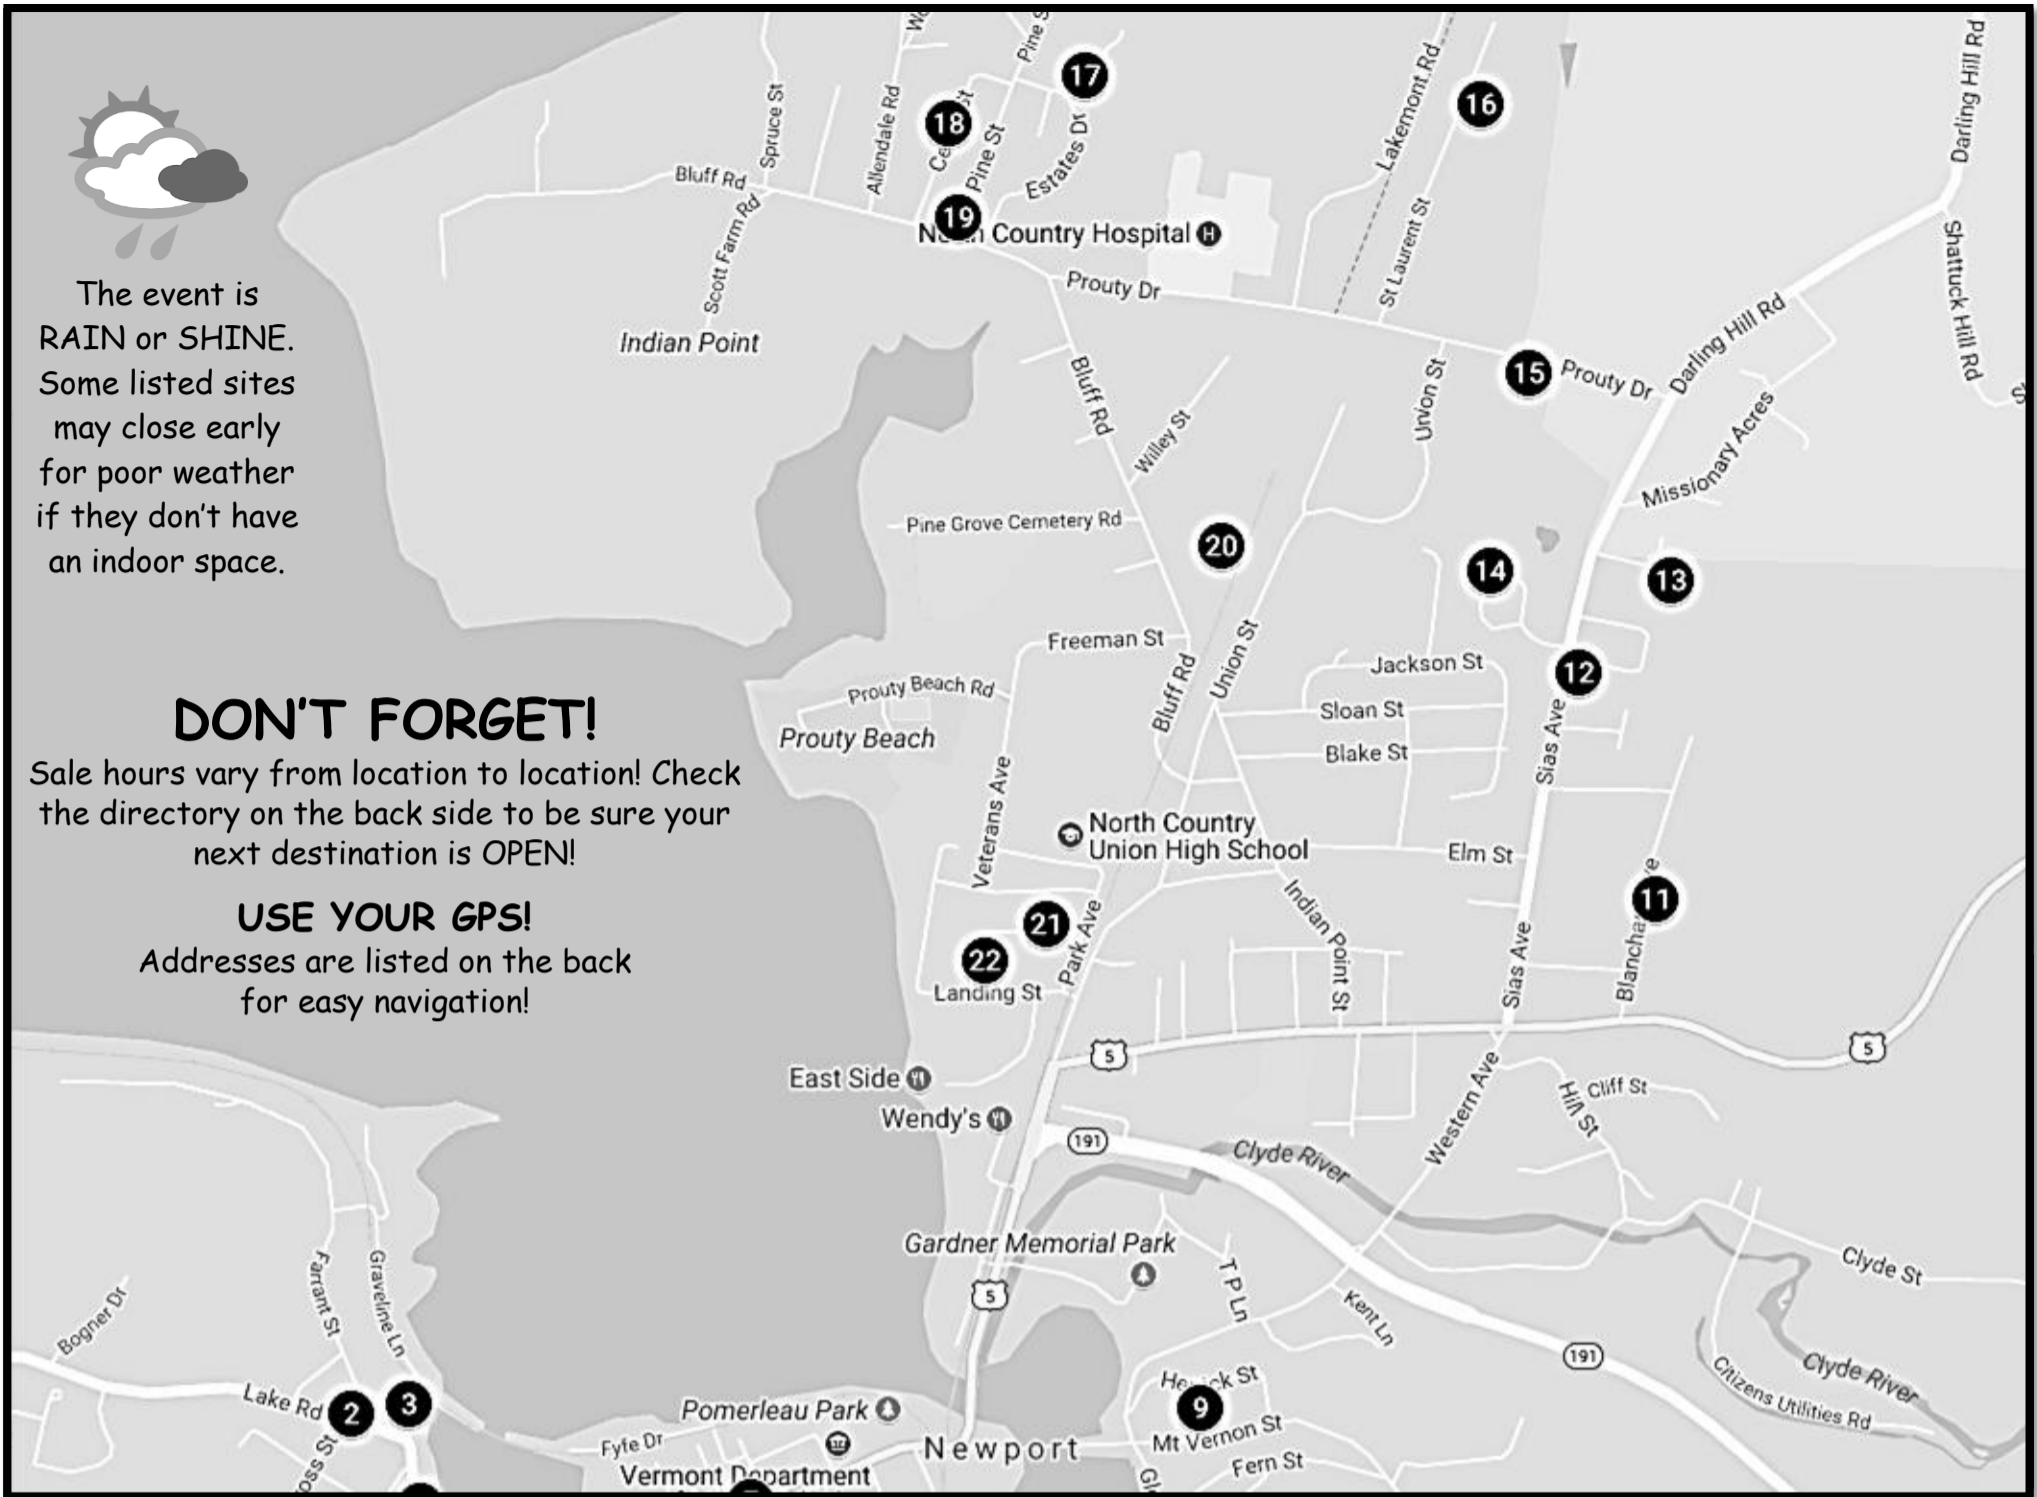 The event is
RAIN or SHINE.
Some listed sites
may close early
for poor weather
if they don't have
an indoor space.
DON'T FORGET!
Sale hours vary from location to location! Check
the directory on the back side to be sure your
next destination is OPEN!
USE YOUR GPS!
Addresses are listed on the back
for easy navigation!
Pine S
17
16
18
Spruce St
Allendale Rd
Pine St
Estates Dr
Lakemont Rd
Darling Hill Rd
Bluff Rd
19
Country Hospital H
Scott Farm Rd
St Laurent St
Shattuck Hill Rd
Prouty Dr
Indian Point
Darling Hill Rd
Bluff Rd
Willey St
Union St
15
Prouty Dr
Missionary Acres
Pine Grove Cemetery Rd
20
14
13
Freeman St
Union St
Jackson St
12
Prouty Beach Rd
Bluff Rd
Sloan St
Prouty Beach
Blake St
Sias Ave
Veterans Ave
North Country
Union High School
Elm St
Indian Point St
11
21
22
Park Ave
Sias Ave
Blancha
Landing St
5
5
East Side
Wendy's
Western Ave
Hill St
Cliff St
191
Clyde River
Gardner Memorial Park
T P Ln
Clyde St
Farrant St
Graveline Ln
5
Kent Ln
Bogner Dr
191
Clyde River
Citizens Utilities Rd
Lake Rd
2
3
9
Pomerleau Park
Mt Vernon St
Fyfe Dr
Newport
Fern St
Vermont Department